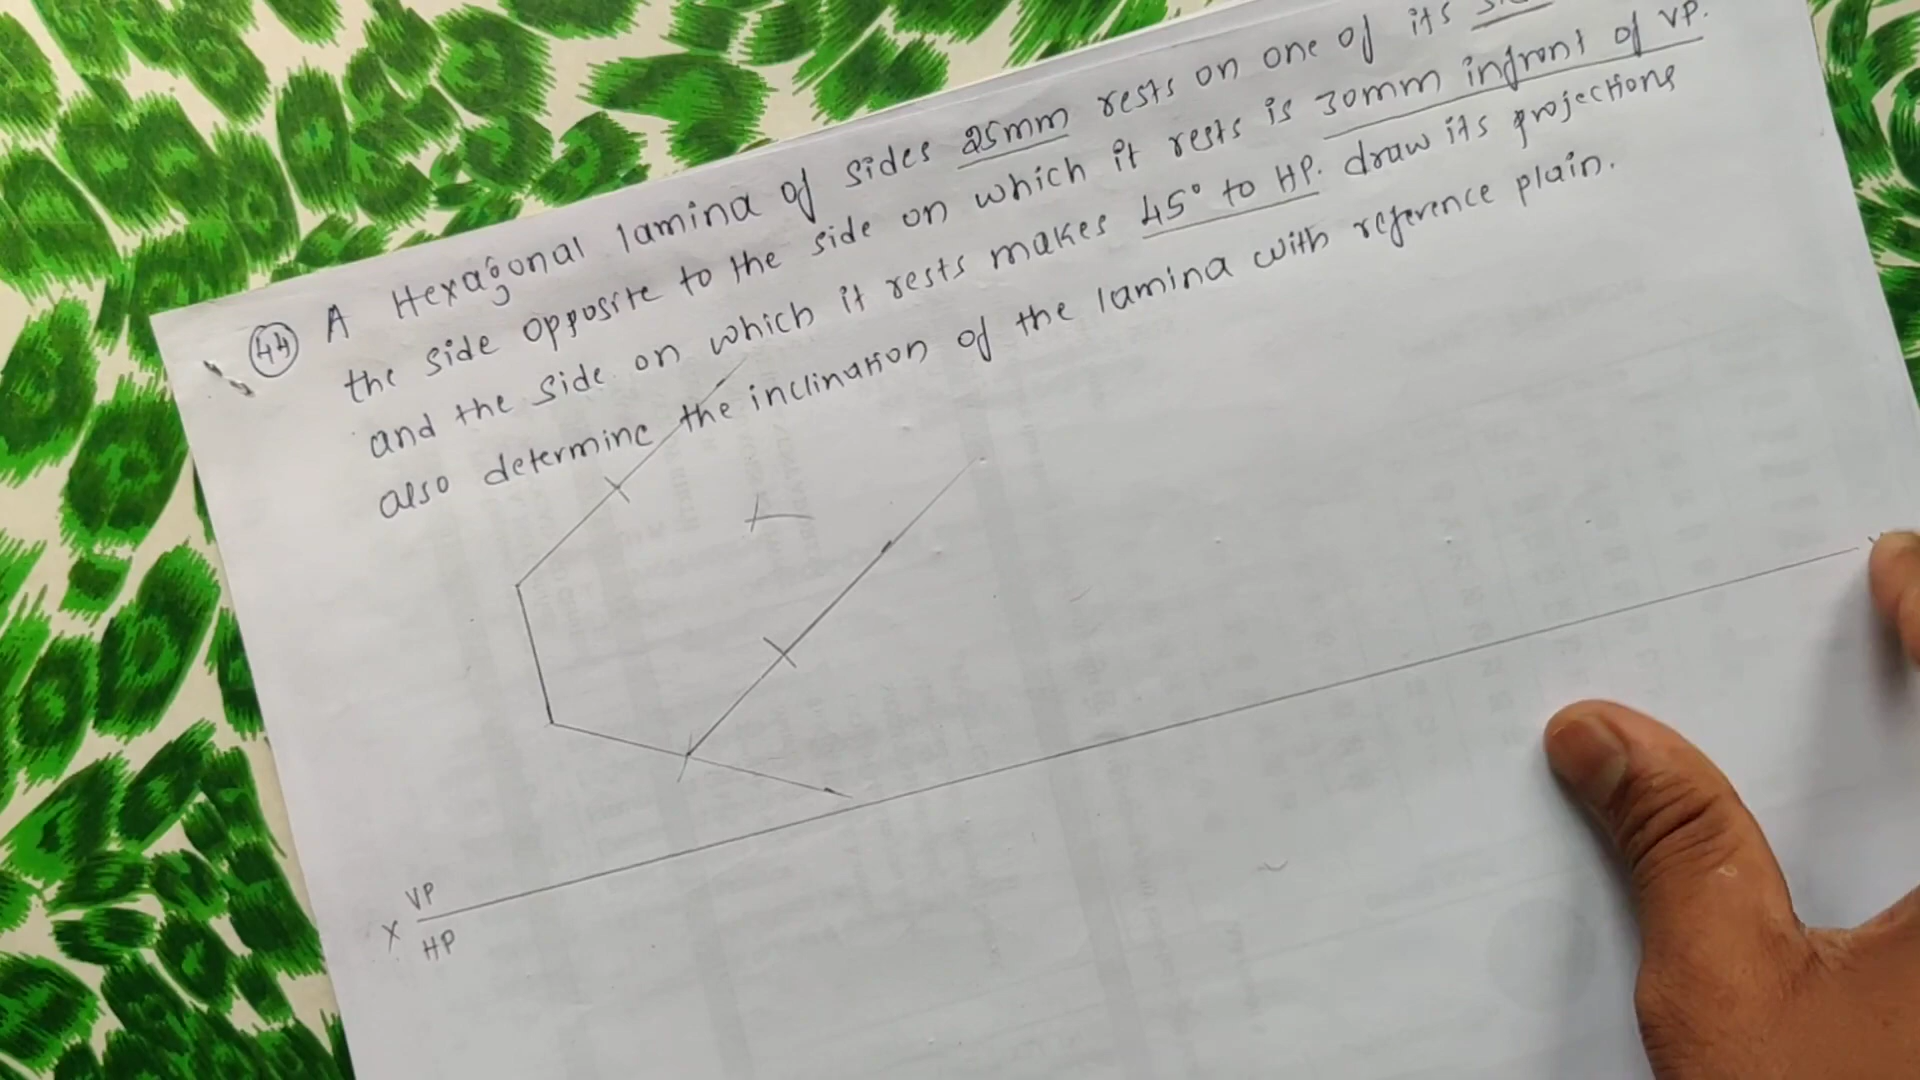 44 A Hexagonal lamina of sides 25mm rests on one of its
the side opposite to the side on which it rests is 30mm infront of VP.
and the side on which it rests makes 45° to HP. draw its projections
also determine the inclination of the lamina with reference plain.
X VP
HP